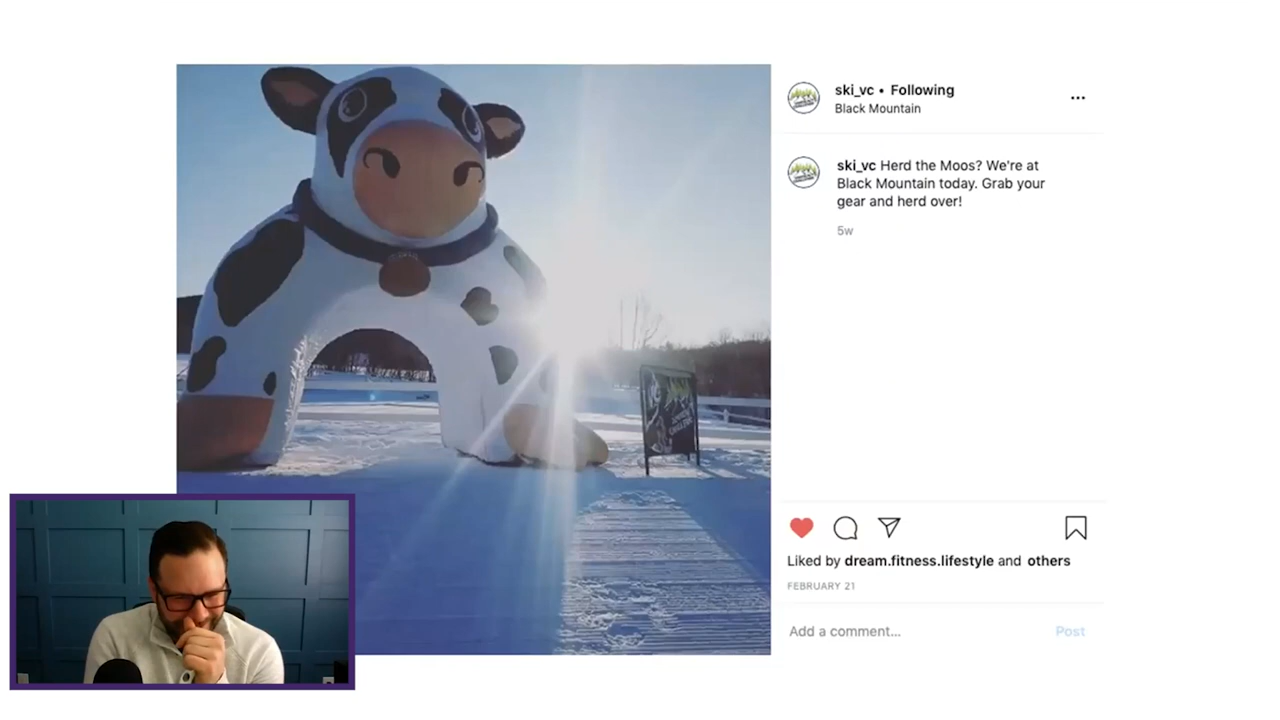 ski_vc • Following
Black Mountain
ski_vc Herd the Moos? We're at
Black Mountain today. Grab your
gear and herd over!
5w
Liked by dream.fitness.lifestyle and others
FEBRUARY 21
Add a comment... Post